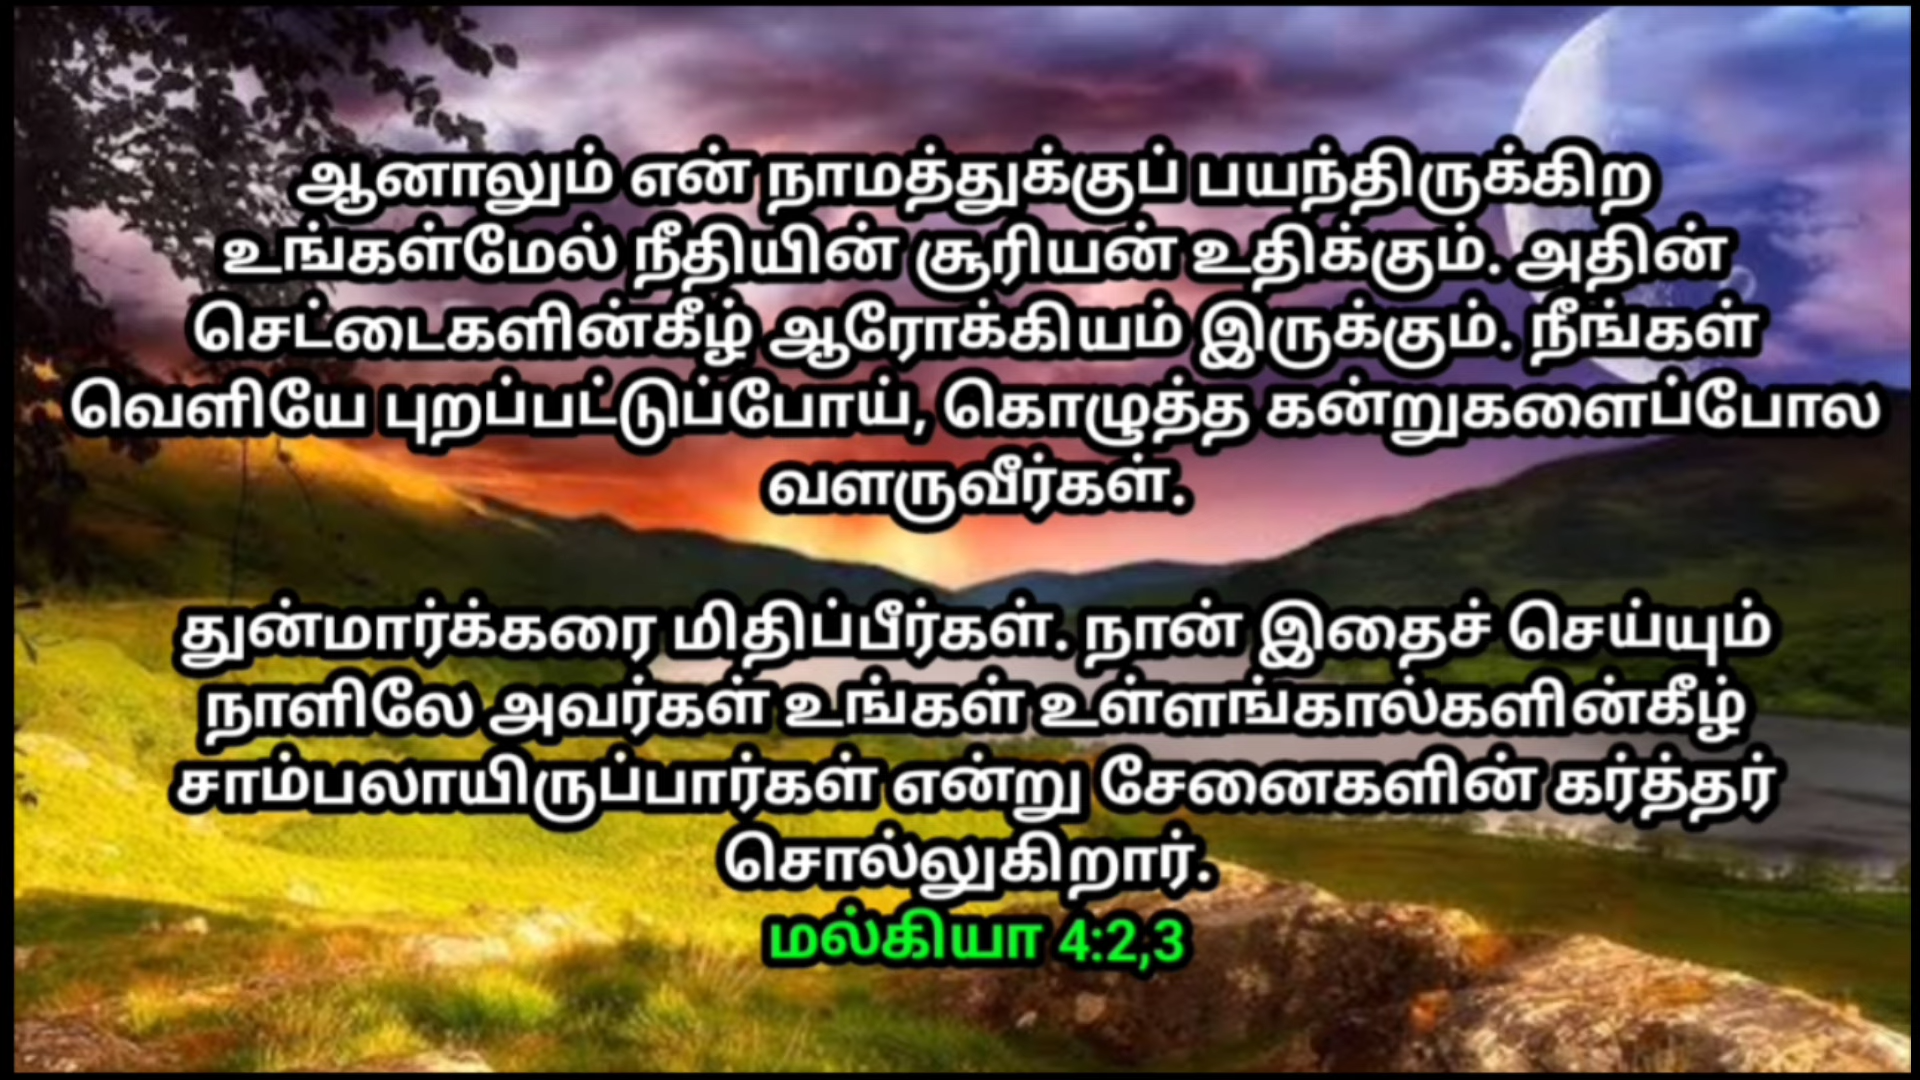 ஆனாலும் என் நாமத்துக்குப் பயந்திருக்கிற
உங்கள்மேல் நீதியின் சூரியன் உதிக்கும். அதின்
செட்டைகளின்கீழ் ஆரோக்கியம் இருக்கும். நீங்கள்
வெளியே புறப்பட்டுப்போய், கொழுத்த கன்றுகளைப்போல
வளருவீர்கள்.
துன்மார்க்கரை மிதிப்பீர்கள். நான் இதைச் செய்யும்
நாளிலே அவர்கள் உங்கள் உள்ளங்கால்களின்கீழ்
சாம்பலாயிருப்பார்கள் என்று சேனைகளின் கர்த்தர்
சொல்லுகிறார்.
மல்கியா 4:2,3